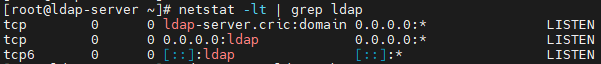 [root@ldap-server ~]# netstat -lt | grep ldap
tcp        0      0 ldap-server.cric:domain 0.0.0.0:*               LISTEN
tcp        0      0 0.0.0.0:ldap            0.0.0.0:*               LISTEN
tcp6       0      0 [::]:ldap               [::]:*                  LISTEN